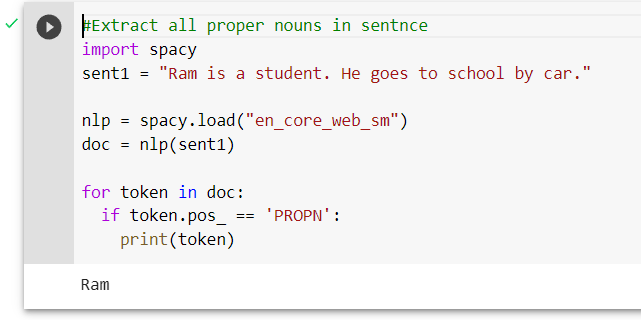 #Extract all proper nouns in sentnce
import spacy
sent1 = "Ram is a student. He goes to school by car."

nlp = spacy.load("en_core_web_sm")
doc = nlp(sent1)

for token in doc:
  if token.pos_ == 'PROPN':
    print(token)
Ram